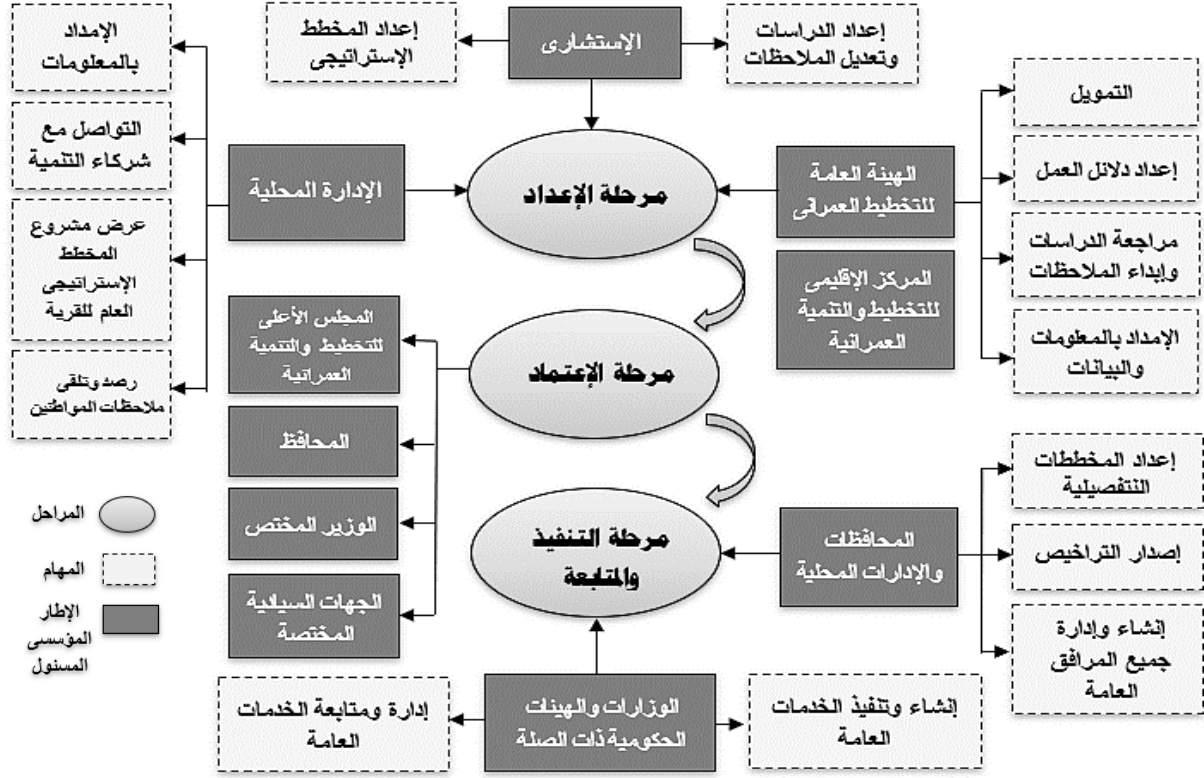 إعداد الدراسات
وتعديل الملاحظات
الإستشارى
إعداد المخطط
الإستراتيجى
الإمداد
بالمعلومات
التواصل مع
شركاء التنمية
عرض مشروع
المخطط
الإستراتيجى
العام للقرية
رصد وتلقى
ملاحظات المواطنين
الإدارة المحلية
مرحلة الإعداد
الهيئة العامة
للتخطيط العمرانى
المركز الإقليمى
للتخطيط والتنمية
العمرانية
التمويل
إعداد دلائل العمل
مراجعة الدراسات
وإبداء الملاحظات
الإمداد بالمعلومات
والبيانات
مرحلة الإعتماد
المجلس الأعلى
للتخطيط والتنمية
العمرانية
المحافظ
الوزير المختص
الجهات السيادية
المختصة
مرحلة التنفيذ
والمتابعة
المحافظات
والإدارات المحلية
إعداد المخططات
التفصيلية
إصدار التراخيص
إنشاء وإدارة
جميع المرافق
العامة
إنشاء وتنفيذ الخدمات
العامة
الوزارات والهيئات
الحكومية ذات الصلة
إدارة ومتابعة الخدمات
العامة
المراحل
المهام
الإطار
المؤسسى
المسئول